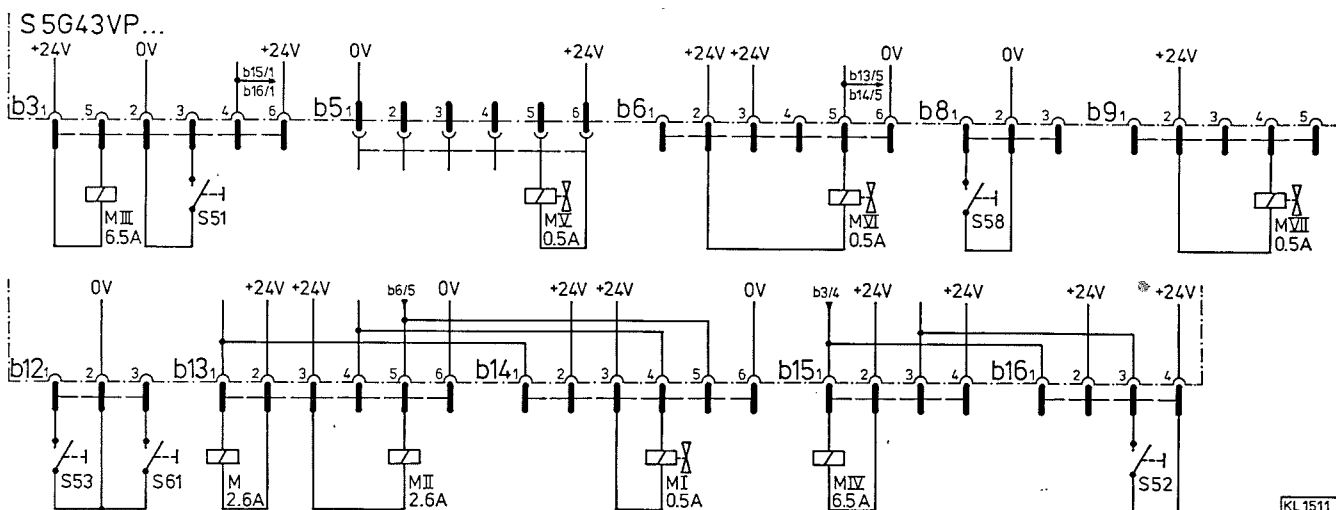 S5G43VP...
+24V 0V +24V 0V +24V +24V +24V 0V 0V +24V
b15/1 b13/5
b16/1 b14/5
b3 1 5 2 3 4 6 b5 1 2 3 4 5 6 b6 1 2 3 4 5 6 b8 1 2 3 b9 1 2 3 4 5
MIII S51 MV MVI S58 MVII
6.5A 0.5A 0.5A 0.5A
0V +24V +24V b6/5 0V +24V +24V 0V b3/4 +24V +24V +24V +24V
b12 1 2 3 b13 1 2 3 4 5 6 b14 1 2 3 4 5 6 b15 1 2 3 4 b16 1 2 3 4
S53 S61 M MII MI MIV S52
2.6A 2.6A 0.5A 6.5A
KL1511